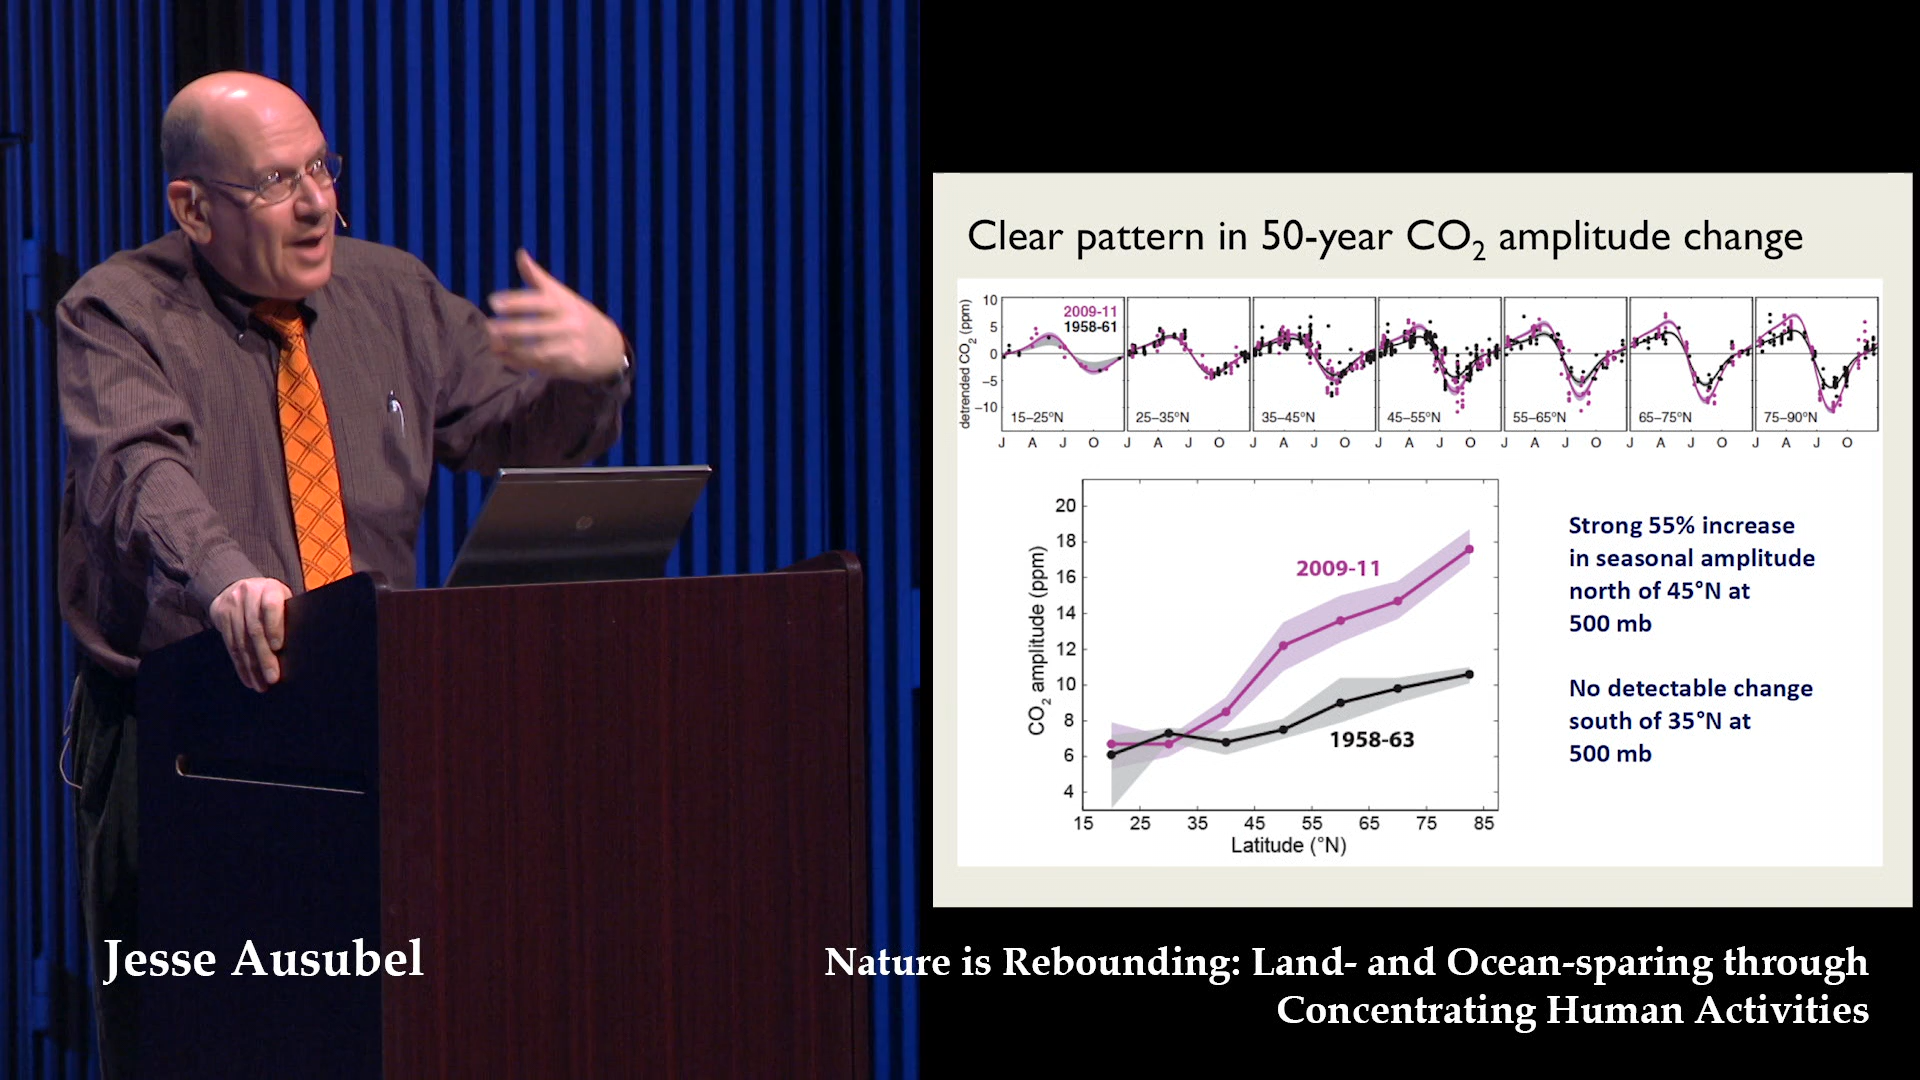 Clear pattern in 50-year CO2 amplitude change
detrended CO2 (ppm)
10
5
0
−5
−10
2009-11
1958-61
15–25°N
25–35°N
35–45°N
45–55°N
55–65°N
65–75°N
75–90°N
J A J O J A J O J A J O J A J O J A J O J A J O J A J O
CO2 amplitude (ppm)
20
18
16
14
12
10
8
6
4
2009-11
1958-63
15 25 35 45 55 65 75 85
Latitude (°N)
Strong 55% increase
in seasonal amplitude
north of 45°N at
500 mb
No detectable change
south of 35°N at
500 mb
Jesse Ausubel
Nature is Rebounding: Land- and Ocean-sparing through
Concentrating Human Activities